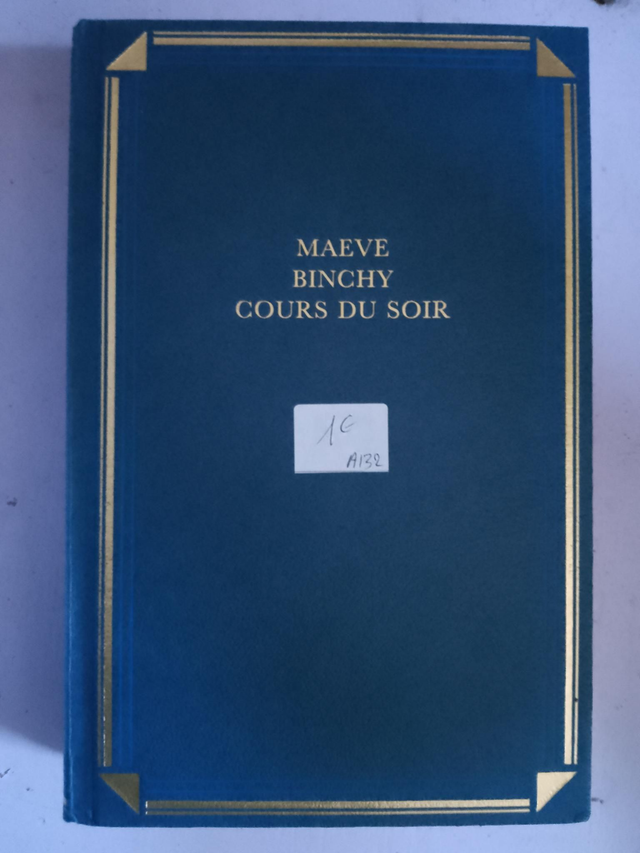 MAEVE
BINCHY
COURS DU SOIR
1€
A132